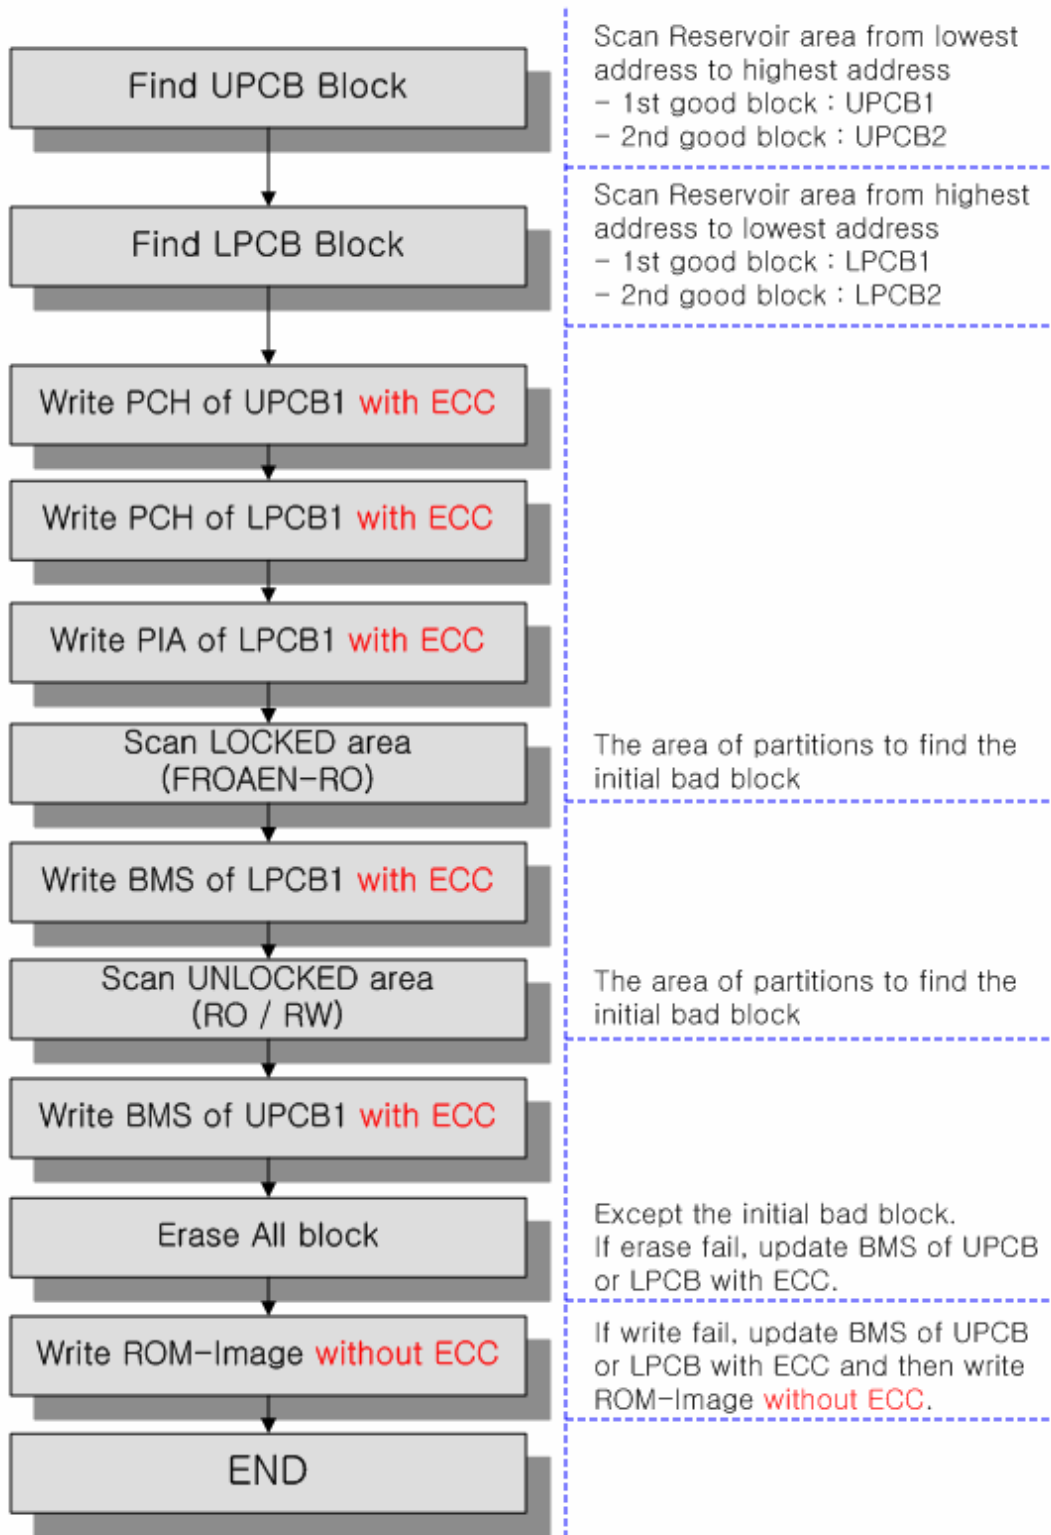 Find UPCB Block
Scan Reservoir area from lowest
address to highest address
- 1st good block : UPCB1
- 2nd good block : UPCB2
Find LPCB Block
Scan Reservoir area from highest
address to lowest address
- 1st good block : LPCB1
- 2nd good block : LPCB2
Write PCH of UPCB1 with ECC
Write PCH of LPCB1 with ECC
Write PIA of LPCB1 with ECC
Scan LOCKED area
(FROAEN-RO)
The area of partitions to find the
initial bad block
Write BMS of LPCB1 with ECC
Scan UNLOCKED area
(RO / RW)
The area of partitions to find the
initial bad block
Write BMS of UPCB1 with ECC
Erase All block
Except the initial bad block.
If erase fail, update BMS of UPCB
or LPCB with ECC.
Write ROM-Image without ECC
If write fail, update BMS of UPCB
or LPCB with ECC and then write
ROM-Image without ECC.
END